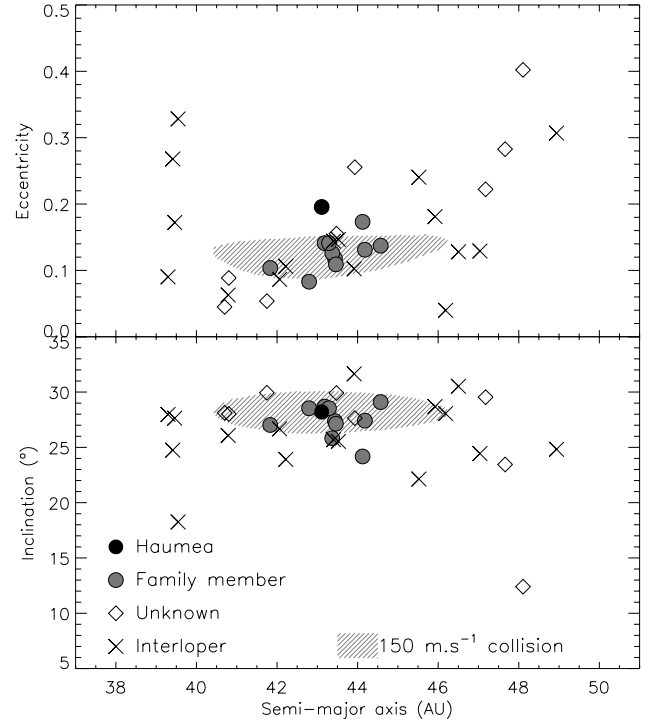 0.5
0.4
0.3
0.2
0.1
0.0
Eccentricity
35
30
25
20
15
10
5
Inclination (°)
Haumea
Family member
Unknown
Interloper
150 m.s⁻¹ collision
38 40 42 44 46 48 50
Semi-major axis (AU)